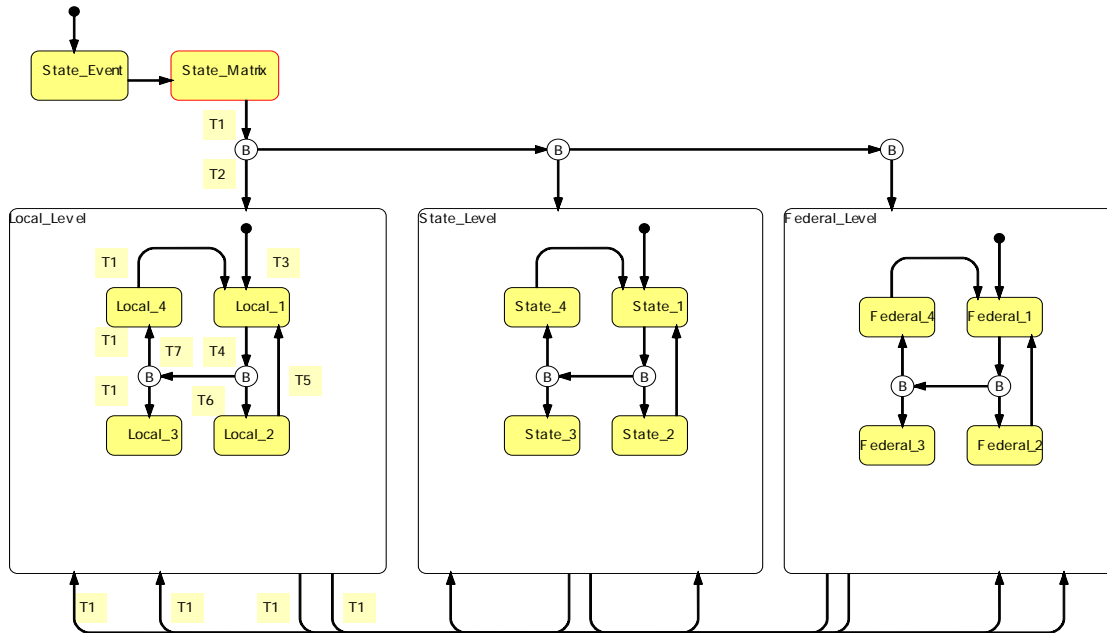 State_Event
State_Matrix
T1
B
B
B
T2
Local_Level
State_Level
Federal_Level
T1
T3
Local_4
Local_1
State_4
State_1
Federal_4
Federal_1
T1
T7
T4
B
B
B
B
B
B
T1
T6
T5
Local_3
Local_2
State_3
State_2
Federal_3
Federal_2
T1
T1
T1
T1